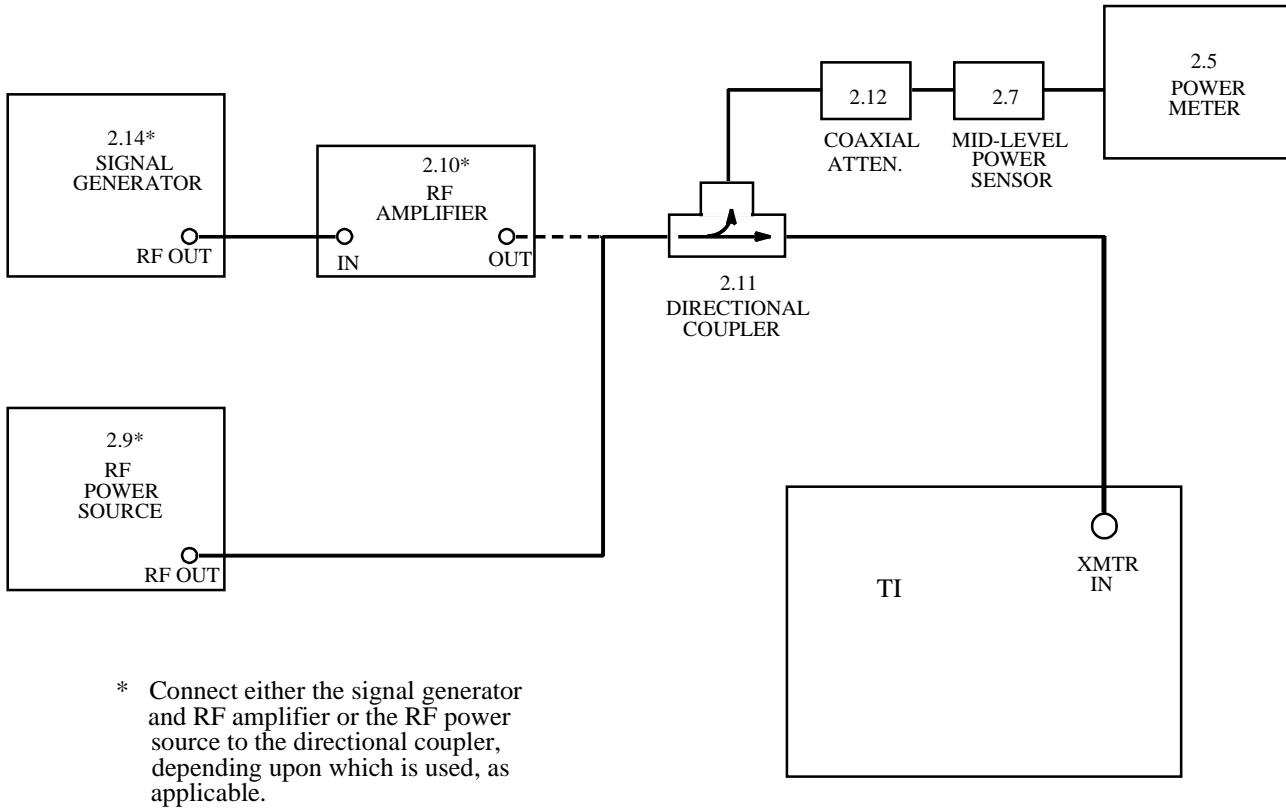 2.5
POWER
METER
2.12
2.7
COAXIAL
ATTEN.
MID-LEVEL
POWER
SENSOR
2.14*
SIGNAL
GENERATOR
RF OUT
2.10*
RF
AMPLIFIER
IN
OUT
2.11
DIRECTIONAL
COUPLER
2.9*
RF
POWER
SOURCE
RF OUT
XMTR
IN
TI
* Connect either the signal generator
and RF amplifier or the RF power
source to the directional coupler,
depending upon which is used, as
applicable.